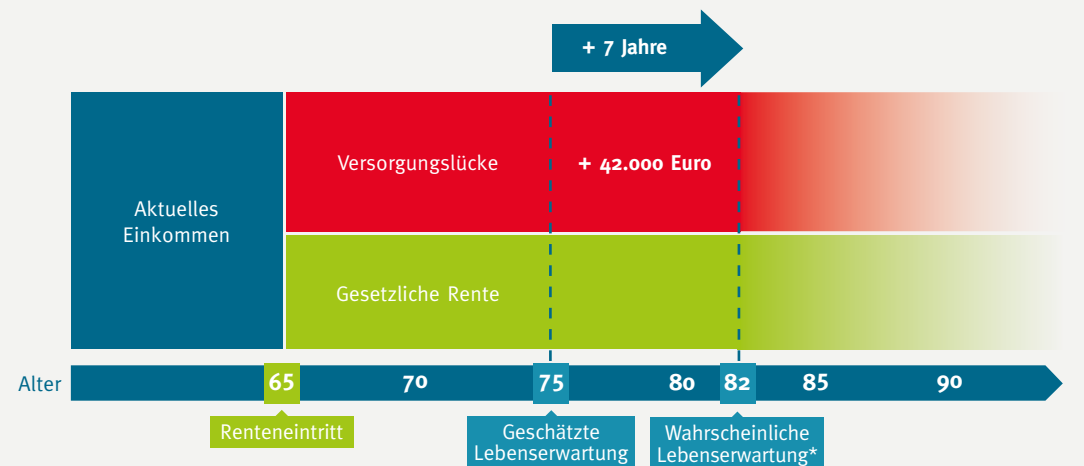 + 7 Jahre
Versorgungslücke
+ 42.000 Euro
Aktuelles
Einkommen
Gesetzliche Rente
Alter
65
70
75
80
82
85
90
Renteneintritt
Geschätzte
Lebenserwartung
Wahrscheinliche
Lebenserwartung*